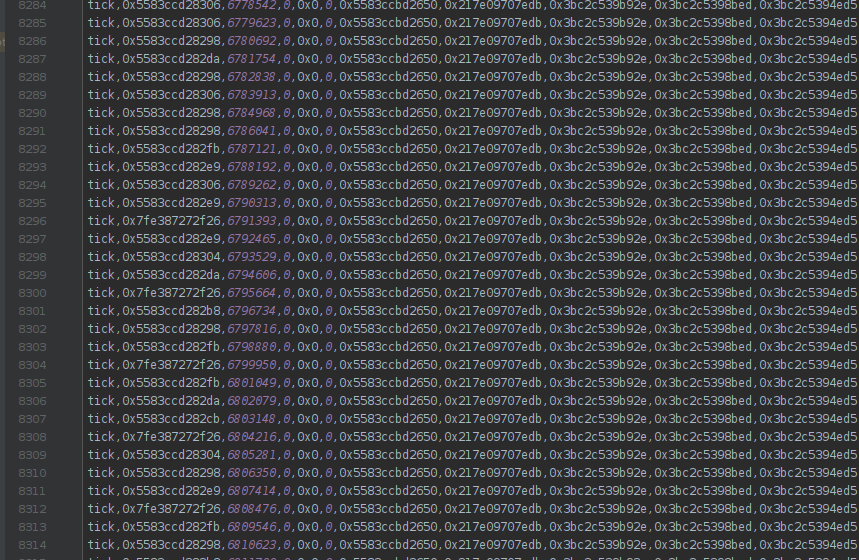 8284 tick,0x5583ccd28306,6778542,0,0x0,0,0x5583ccbd2650,0x217e09707edb,0x3bc2c539b92e,0x3bc2c5398bed,0x3bc2c5394ed5
8285 tick,0x5583ccd28306,6779623,0,0x0,0,0x5583ccbd2650,0x217e09707edb,0x3bc2c539b92e,0x3bc2c5398bed,0x3bc2c5394ed5
8286 tick,0x5583ccd28298,6780692,0,0x0,0,0x5583ccbd2650,0x217e09707edb,0x3bc2c539b92e,0x3bc2c5398bed,0x3bc2c5394ed5
8287 tick,0x5583ccd282da,6781754,0,0x0,0,0x5583ccbd2650,0x217e09707edb,0x3bc2c539b92e,0x3bc2c5398bed,0x3bc2c5394ed5
8288 tick,0x5583ccd28298,6782838,0,0x0,0,0x5583ccbd2650,0x217e09707edb,0x3bc2c539b92e,0x3bc2c5398bed,0x3bc2c5394ed5
8289 tick,0x5583ccd28306,6783913,0,0x0,0,0x5583ccbd2650,0x217e09707edb,0x3bc2c539b92e,0x3bc2c5398bed,0x3bc2c5394ed5
8290 tick,0x5583ccd28298,6784968,0,0x0,0,0x5583ccbd2650,0x217e09707edb,0x3bc2c539b92e,0x3bc2c5398bed,0x3bc2c5394ed5
8291 tick,0x5583ccd28298,6786041,0,0x0,0,0x5583ccbd2650,0x217e09707edb,0x3bc2c539b92e,0x3bc2c5398bed,0x3bc2c5394ed5
8292 tick,0x5583ccd282fb,6787121,0,0x0,0,0x5583ccbd2650,0x217e09707edb,0x3bc2c539b92e,0x3bc2c5398bed,0x3bc2c5394ed5
8293 tick,0x5583ccd282e9,6788192,0,0x0,0,0x5583ccbd2650,0x217e09707edb,0x3bc2c539b92e,0x3bc2c5398bed,0x3bc2c5394ed5
8294 tick,0x5583ccd28306,6789262,0,0x0,0,0x5583ccbd2650,0x217e09707edb,0x3bc2c539b92e,0x3bc2c5398bed,0x3bc2c5394ed5
8295 tick,0x5583ccd282e9,6790313,0,0x0,0,0x5583ccbd2650,0x217e09707edb,0x3bc2c539b92e,0x3bc2c5398bed,0x3bc2c5394ed5
8296 tick,0x7fe387272f26,6791393,0,0x0,0,0x5583ccbd2650,0x217e09707edb,0x3bc2c539b92e,0x3bc2c5398bed,0x3bc2c5394ed5
8297 tick,0x5583ccd282e9,6792465,0,0x0,0,0x5583ccbd2650,0x217e09707edb,0x3bc2c539b92e,0x3bc2c5398bed,0x3bc2c5394ed5
8298 tick,0x5583ccd28304,6793529,0,0x0,0,0x5583ccbd2650,0x217e09707edb,0x3bc2c539b92e,0x3bc2c5398bed,0x3bc2c5394ed5
8299 tick,0x5583ccd282da,6794606,0,0x0,0,0x5583ccbd2650,0x217e09707edb,0x3bc2c539b92e,0x3bc2c5398bed,0x3bc2c5394ed5
8300 tick,0x7fe387272f26,6795664,0,0x0,0,0x5583ccbd2650,0x217e09707edb,0x3bc2c539b92e,0x3bc2c5398bed,0x3bc2c5394ed5
8301 tick,0x5583ccd282b8,6796734,0,0x0,0,0x5583ccbd2650,0x217e09707edb,0x3bc2c539b92e,0x3bc2c5398bed,0x3bc2c5394ed5
8302 tick,0x5583ccd28298,6797816,0,0x0,0,0x5583ccbd2650,0x217e09707edb,0x3bc2c539b92e,0x3bc2c5398bed,0x3bc2c5394ed5
8303 tick,0x5583ccd282fb,6798880,0,0x0,0,0x5583ccbd2650,0x217e09707edb,0x3bc2c539b92e,0x3bc2c5398bed,0x3bc2c5394ed5
8304 tick,0x7fe387272f26,6799950,0,0x0,0,0x5583ccbd2650,0x217e09707edb,0x3bc2c539b92e,0x3bc2c5398bed,0x3bc2c5394ed5
8305 tick,0x5583ccd282fb,6801049,0,0x0,0,0x5583ccbd2650,0x217e09707edb,0x3bc2c539b92e,0x3bc2c5398bed,0x3bc2c5394ed5
8306 tick,0x5583ccd282da,6802079,0,0x0,0,0x5583ccbd2650,0x217e09707edb,0x3bc2c539b92e,0x3bc2c5398bed,0x3bc2c5394ed5
8307 tick,0x5583ccd282cb,6803148,0,0x0,0,0x5583ccbd2650,0x217e09707edb,0x3bc2c539b92e,0x3bc2c5398bed,0x3bc2c5394ed5
8308 tick,0x7fe387272f26,6804216,0,0x0,0,0x5583ccbd2650,0x217e09707edb,0x3bc2c539b92e,0x3bc2c5398bed,0x3bc2c5394ed5
8309 tick,0x5583ccd28304,6805281,0,0x0,0,0x5583ccbd2650,0x217e09707edb,0x3bc2c539b92e,0x3bc2c5398bed,0x3bc2c5394ed5
8310 tick,0x5583ccd28298,6806350,0,0x0,0,0x5583ccbd2650,0x217e09707edb,0x3bc2c539b92e,0x3bc2c5398bed,0x3bc2c5394ed5
8311 tick,0x5583ccd282e9,6807414,0,0x0,0,0x5583ccbd2650,0x217e09707edb,0x3bc2c539b92e,0x3bc2c5398bed,0x3bc2c5394ed5
8312 tick,0x7fe387272f26,6808476,0,0x0,0,0x5583ccbd2650,0x217e09707edb,0x3bc2c539b92e,0x3bc2c5398bed,0x3bc2c5394ed5
8313 tick,0x5583ccd282fb,6809546,0,0x0,0,0x5583ccbd2650,0x217e09707edb,0x3bc2c539b92e,0x3bc2c5398bed,0x3bc2c5394ed5
8314 tick,0x5583ccd28298,6810623,0,0x0,0,0x5583ccbd2650,0x217e09707edb,0x3bc2c539b92e,0x3bc2c5398bed,0x3bc2c5394ed5